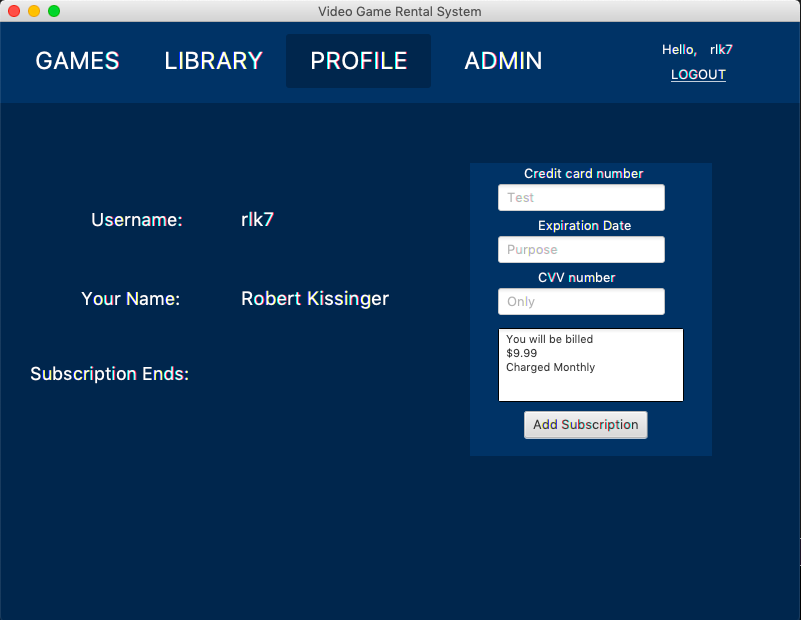 Video Game Rental System
GAMES LIBRARY PROFILE ADMIN
Hello, rlk7
LOGOUT
Username: rlk7
Your Name: Robert Kissinger
Subscription Ends:
Credit card number
Test
Expiration Date
Purpose
CVV number
Only
You will be billed
$9.99
Charged Monthly
Add Subscription